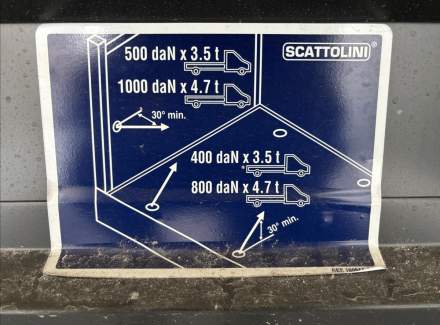 500 daN x 3.5 t
SCATTOLINI®
1000 daN x 4.7 t
30° min.
400 daN x 3.5 t
800 daN x 4.7 t
30° min.